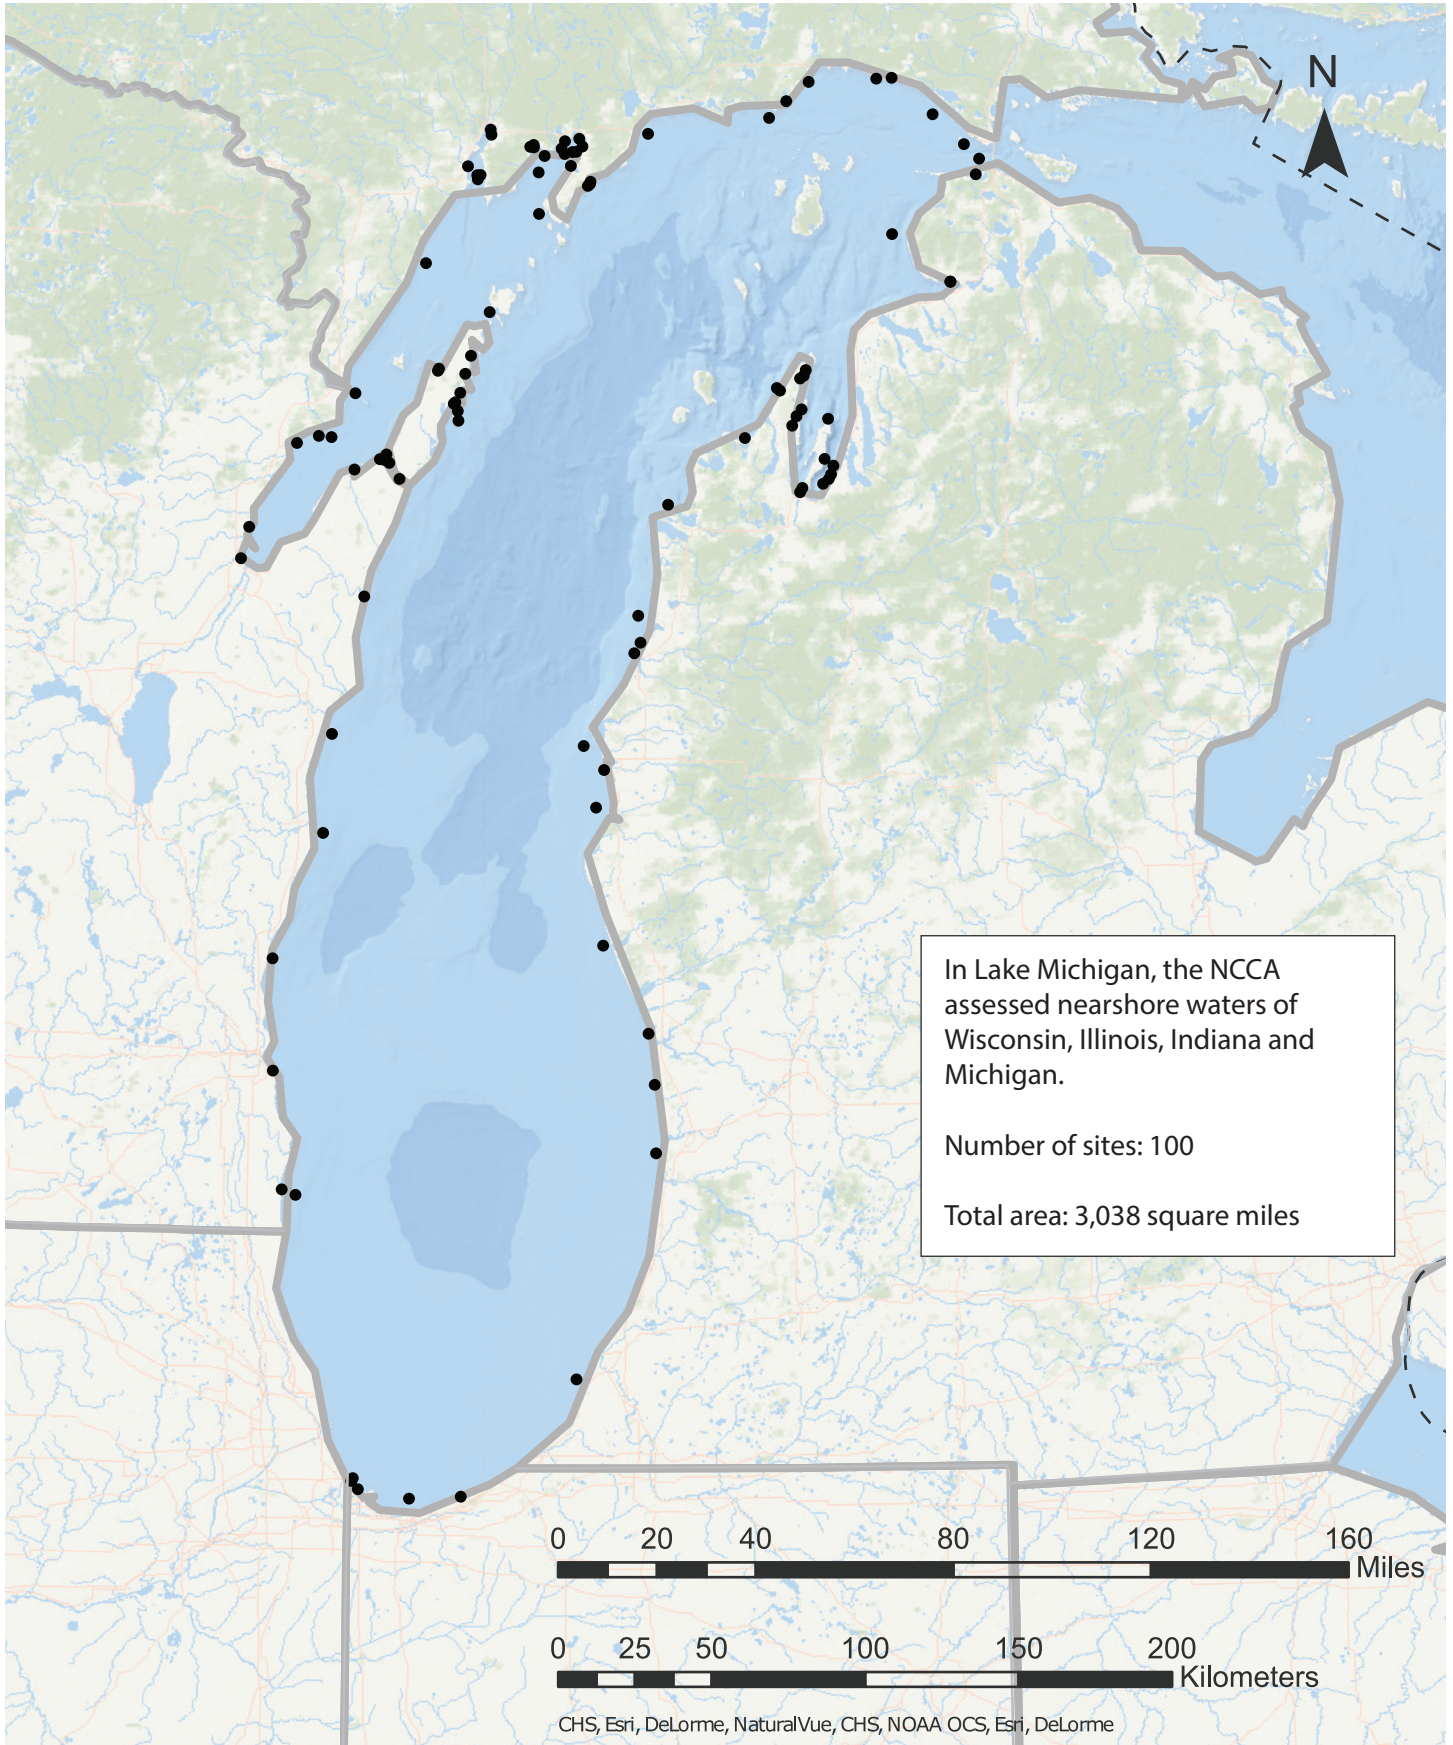 N
In Lake Michigan, the NCCA
assessed nearshore waters of
Wisconsin, Illinois, Indiana and
Michigan.
Number of sites: 100
Total area: 3,038 square miles
0 20 40 80 120 160
Miles
0 25 50 100 150 200
Kilometers
CHS, Esri, DeLorme, NaturalVue, CHS, NOAA OCS, Esri, DeLorme